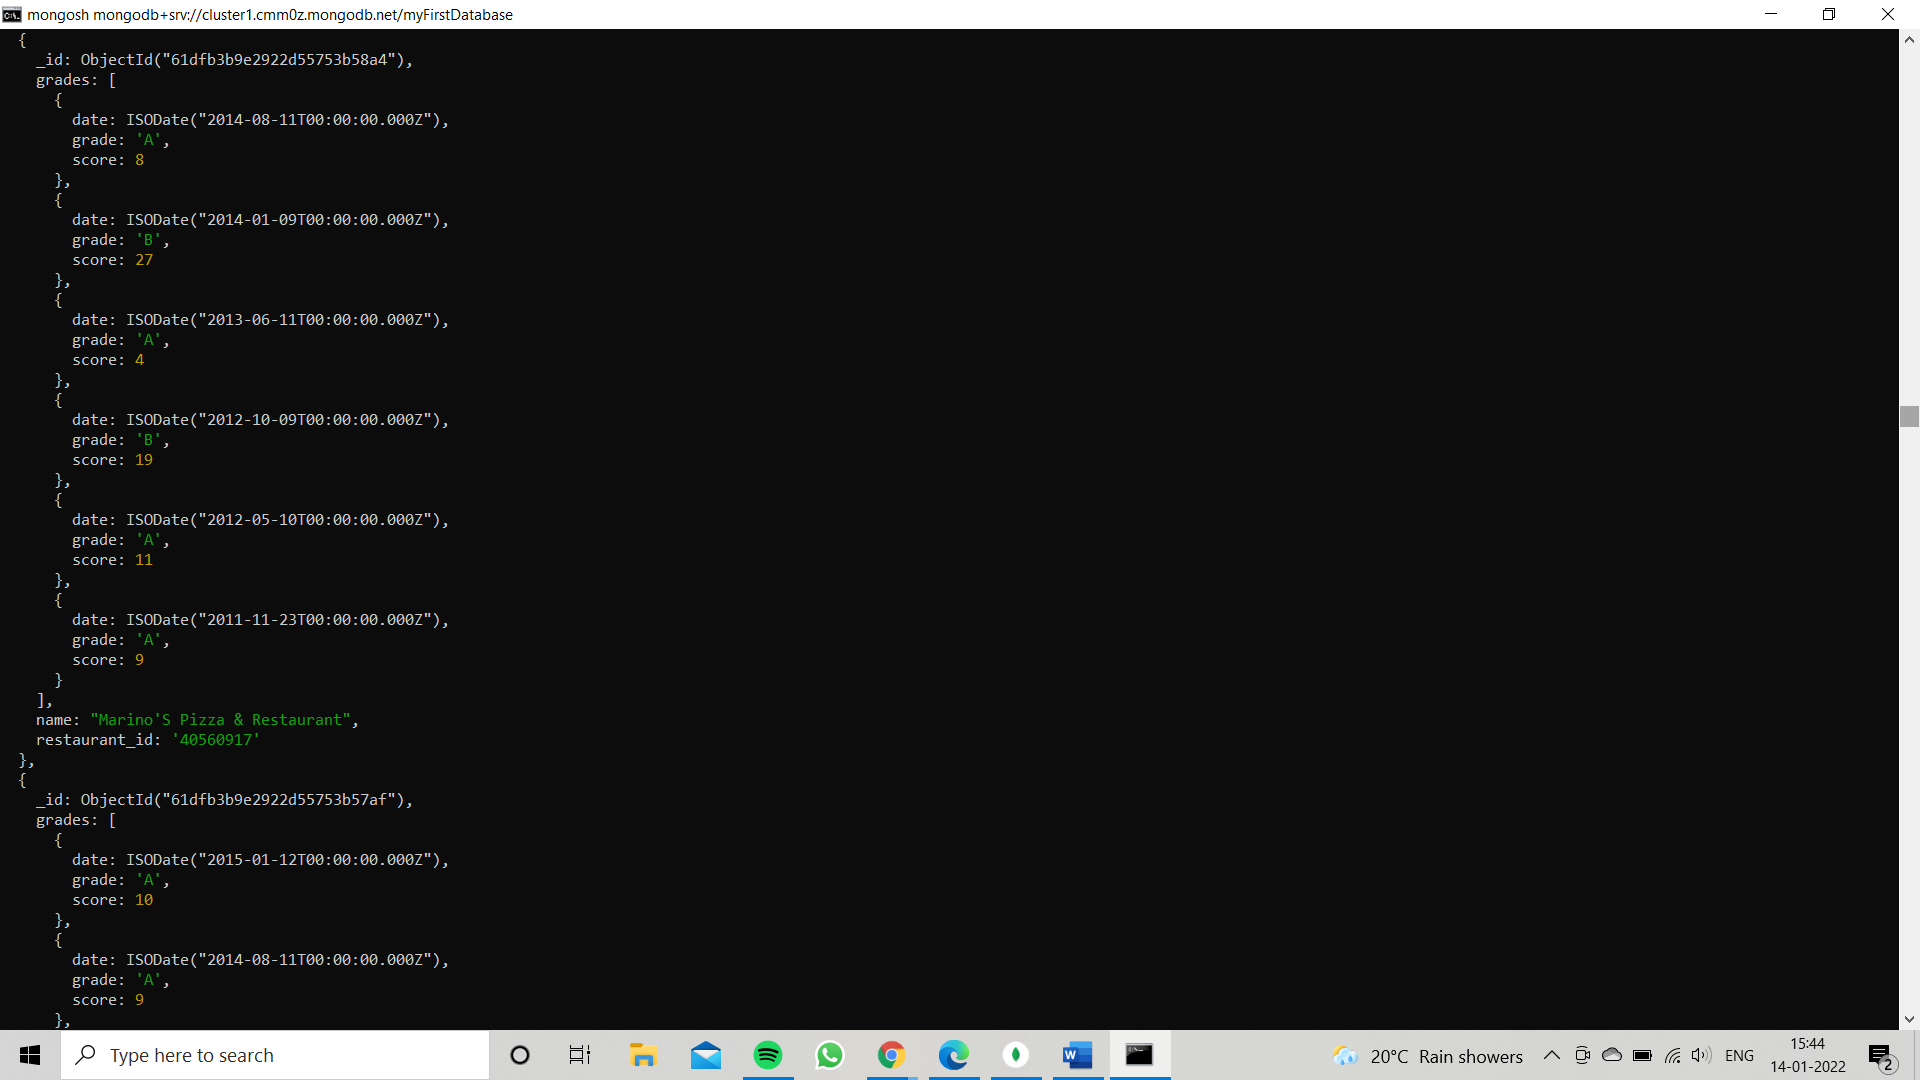 mongosh mongodb+srv://cluster1.cmm0z.mongodb.net/myFirstDatabase
{
_id: ObjectId("61dfb3b9e2922d55753b58a4"),
grades: [
{
date: ISODate("2014-08-11T00:00:00.000Z"),
grade: 'A',
score: 8
},
{
date: ISODate("2014-01-09T00:00:00.000Z"),
grade: 'B',
score: 27
},
{
date: ISODate("2013-06-11T00:00:00.000Z"),
grade: 'A',
score: 4
},
{
date: ISODate("2012-10-09T00:00:00.000Z"),
grade: 'B',
score: 19
},
{
date: ISODate("2012-05-10T00:00:00.000Z"),
grade: 'A',
score: 11
},
{
date: ISODate("2011-11-23T00:00:00.000Z"),
grade: 'A',
score: 9
}
],
name: "Marino'S Pizza & Restaurant",
restaurant_id: '40560917'
},
{
_id: ObjectId("61dfb3b9e2922d55753b57af"),
grades: [
{
date: ISODate("2015-01-12T00:00:00.000Z"),
grade: 'A',
score: 10
},
{
date: ISODate("2014-08-11T00:00:00.000Z"),
grade: 'A',
score: 9
},
Type here to search
20°C Rain showers
ENG
15:44
14-01-2022
2